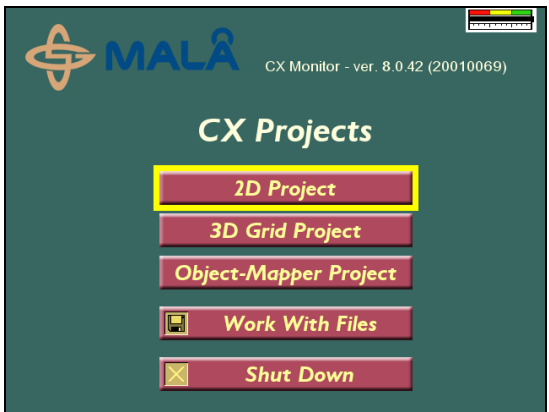 MALÅ
CX Monitor - ver. 8.0.42 (20010069)
CX Projects
2D Project
3D Grid Project
Object-Mapper Project
Work With Files
Shut Down